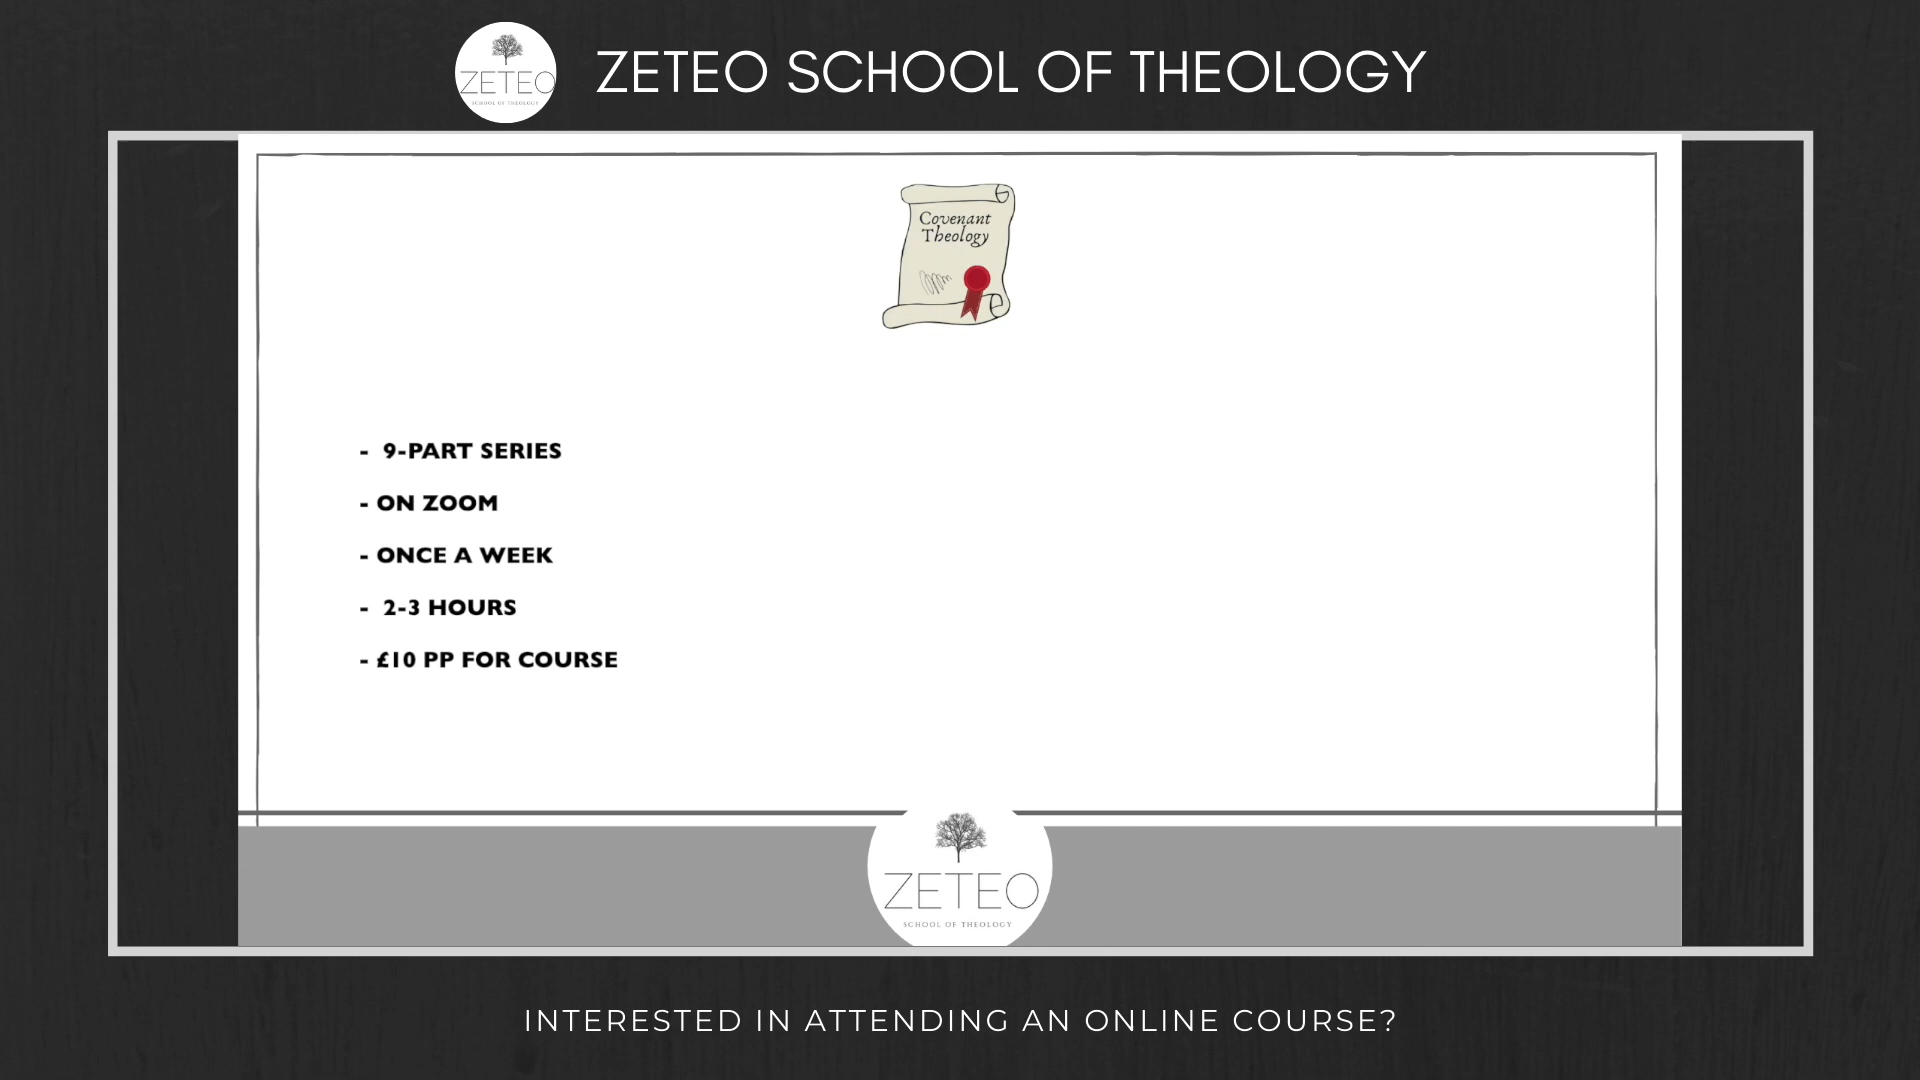 ZETEO
SCHOOL OF THEOLOGY
ZETEO SCHOOL OF THEOLOGY
Covenant
Theology
- 9-PART SERIES
- ON ZOOM
- ONCE A WEEK
- 2-3 HOURS
- £10 PP FOR COURSE
ZETEO
SCHOOL OF THEOLOGY
INTERESTED IN ATTENDING AN ONLINE COURSE?